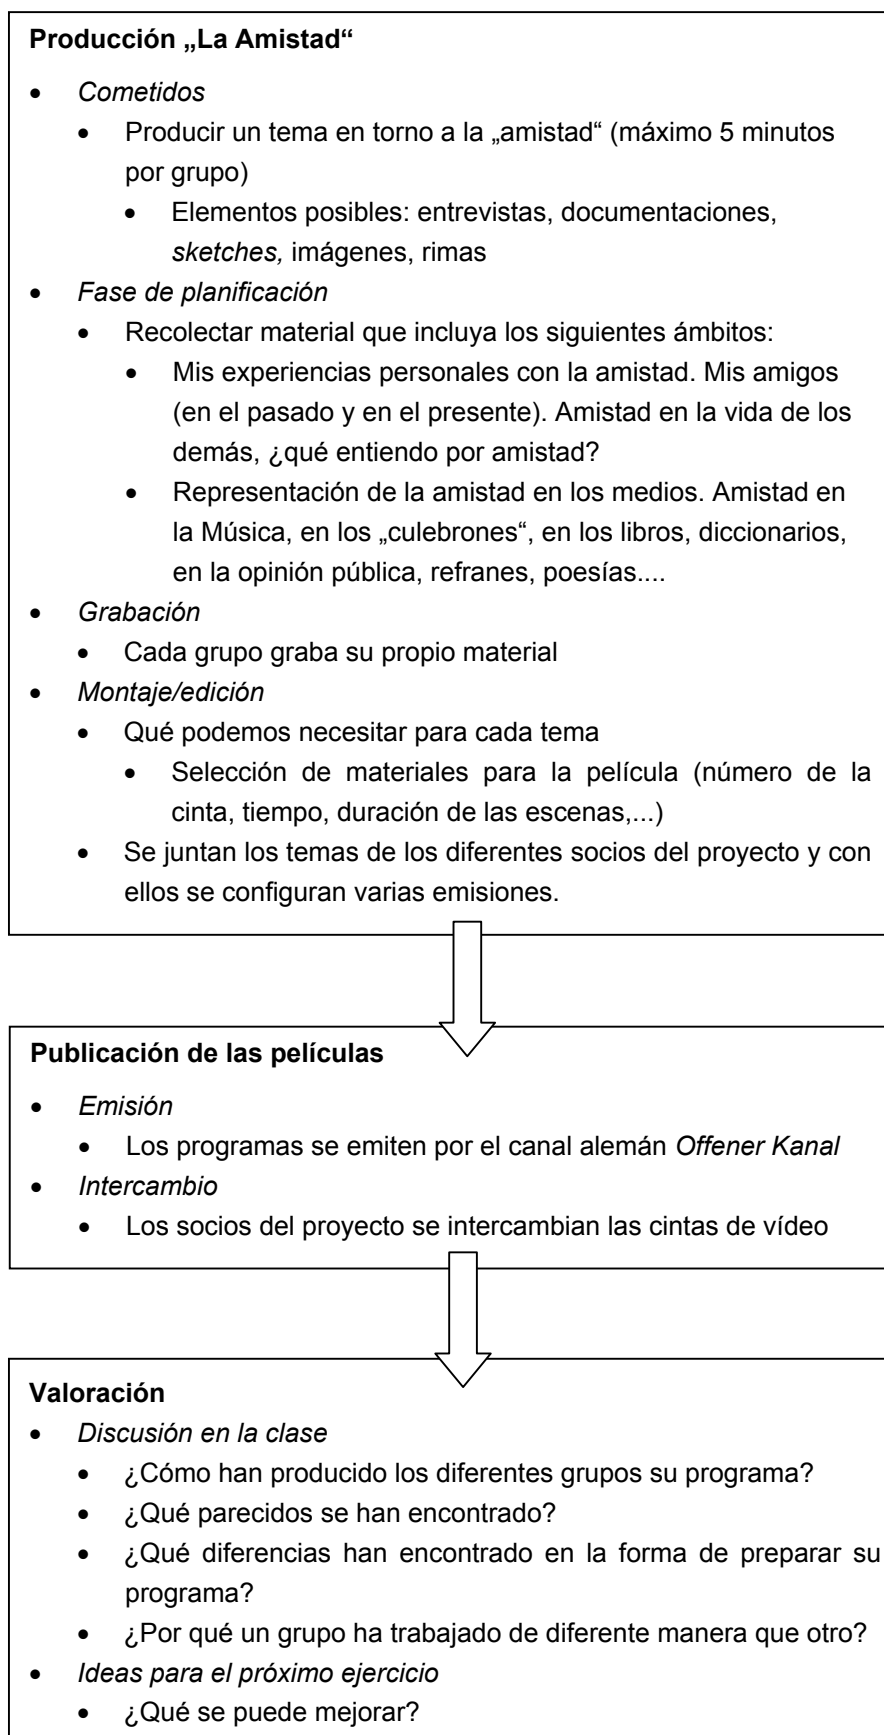 Producción „La Amistad“
• Cometidos
• Producir un tema en torno a la „amistad“ (máximo 5 minutos
por grupo)
• Elementos posibles: entrevistas, documentaciones,
sketches, imágenes, rimas
• Fase de planificación
• Recolectar material que incluya los siguientes ámbitos:
• Mis experiencias personales con la amistad. Mis amigos
(en el pasado y en el presente). Amistad en la vida de los
demás, ¿qué entiendo por amistad?
• Representación de la amistad en los medios. Amistad en
la Música, en los „culebrones“, en los libros, diccionarios,
en la opinión pública, refranes, poesías....
• Grabación
• Cada grupo graba su propio material
• Montaje/edición
• Qué podemos necesitar para cada tema
• Selección de materiales para la película (número de la
cinta, tiempo, duración de las escenas,...)
• Se juntan los temas de los diferentes socios del proyecto y con
ellos se configuran varias emisiones.
Publicación de las películas
• Emisión
• Los programas se emiten por el canal alemán Offener Kanal
• Intercambio
• Los socios del proyecto se intercambian las cintas de vídeo
Valoración
• Discusión en la clase
• ¿Cómo han producido los diferentes grupos su programa?
• ¿Qué parecidos se han encontrado?
• ¿Qué diferencias han encontrado en la forma de preparar su
programa?
• ¿Por qué un grupo ha trabajado de diferente manera que otro?
• Ideas para el próximo ejercicio
• ¿Qué se puede mejorar?